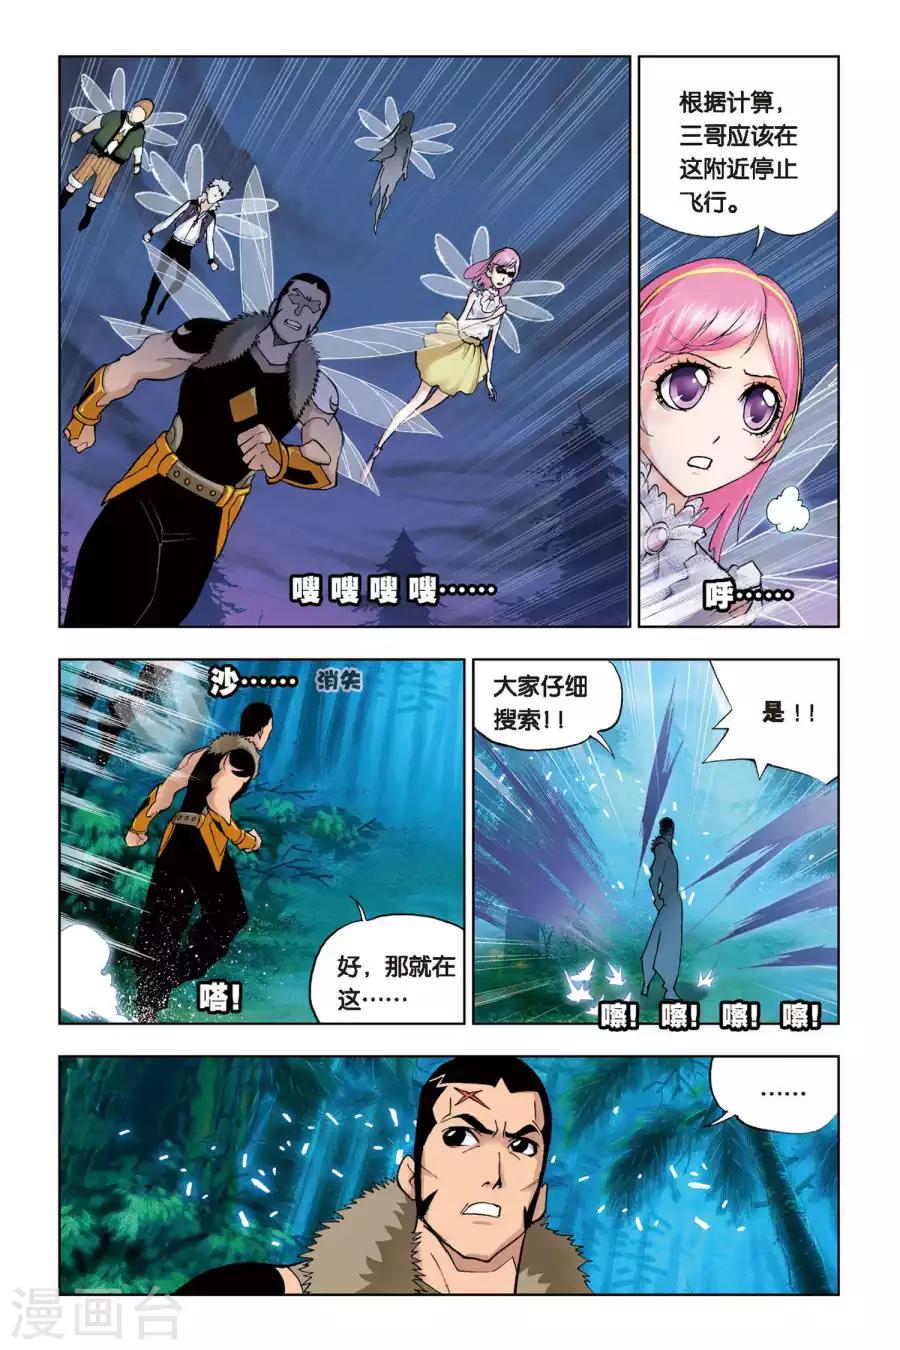 根据计算，
三哥应该在
这附近停止
飞行。
嗖嗖嗖嗖……
呼……
沙……消失
好，那就在
这……
嗒！
大家仔细
搜索！！
是！！
嚓！嚓！嚓！嚓！
……
漫画台